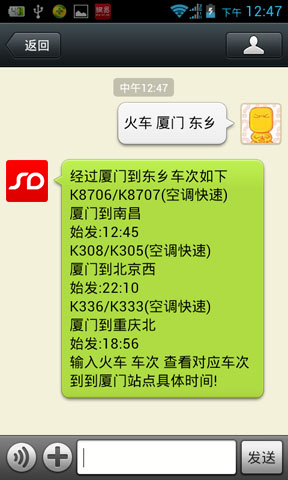 下午 12:47
返回
中午12:47
火车 厦门 东乡
SD
经过厦门到东乡车次如下
K8706/K8707(空调快速)
厦门到南昌
始发:12:45
K308/K305(空调快速)
厦门到北京西
始发:22:10
K336/K333(空调快速)
厦门到重庆北
始发:18:56
输入火车 车次 查看对应车次
到到厦门站点具体时间!
发送